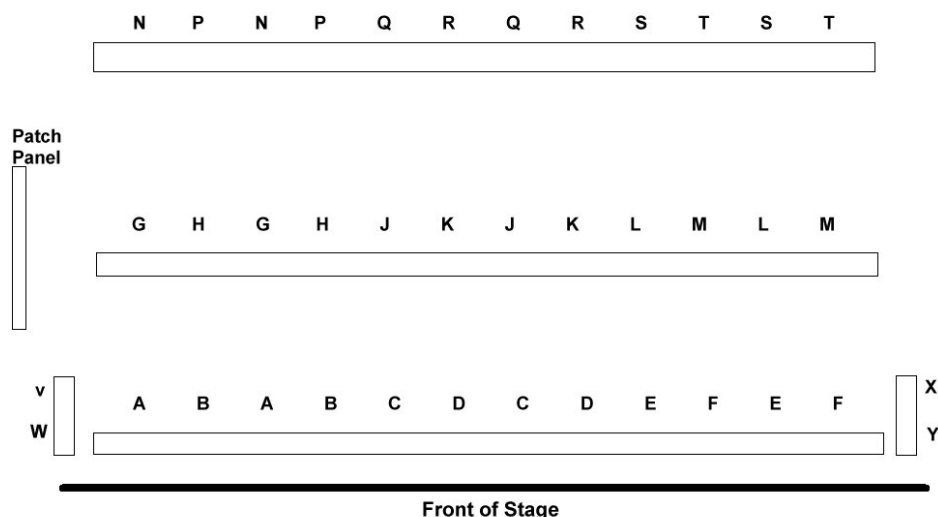 N P N P Q R Q R S T S T
Patch
Panel
G H G H J K J K L M L M
v
X
A B A B C D C D E F E F
W
Y
Front of Stage